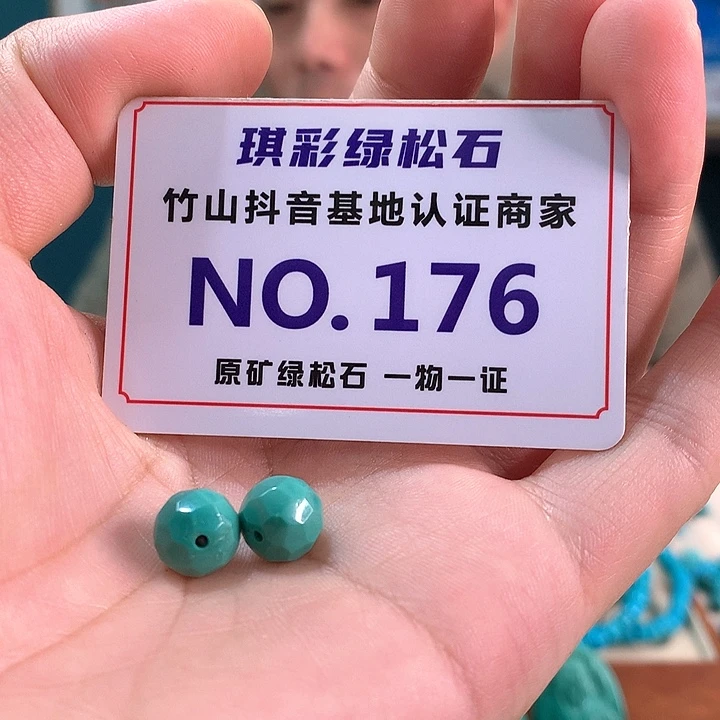 琪彩绿松石
竹山抖音基地认证商家
NO.176
原矿绿松石 一物一证